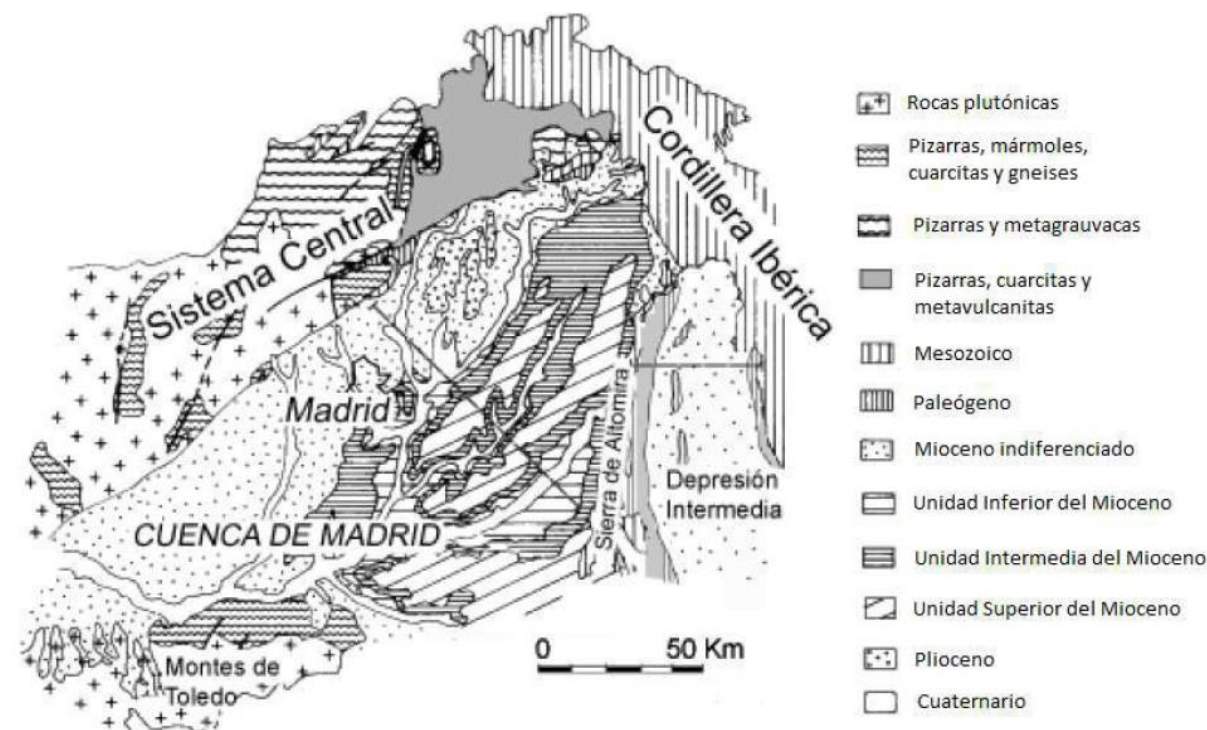 Sistema Central
Cordillera Ibérica
Madrid
CUENCA DE MADRID
Sierra de Altomira
Depresión
Intermedia
Montes de
Toledo
0 50 Km
Rocas plutónicas
Pizarras, mármoles,
cuarcitas y gneises
Pizarras y metagrauvacas
Pizarras, cuarcitas y
metavulcanitas
Mesozoico
Paleógeno
Mioceno indiferenciado
Unidad Inferior del Mioceno
Unidad Intermedia del Mioceno
Unidad Superior del Mioceno
Plioceno
Cuaternario